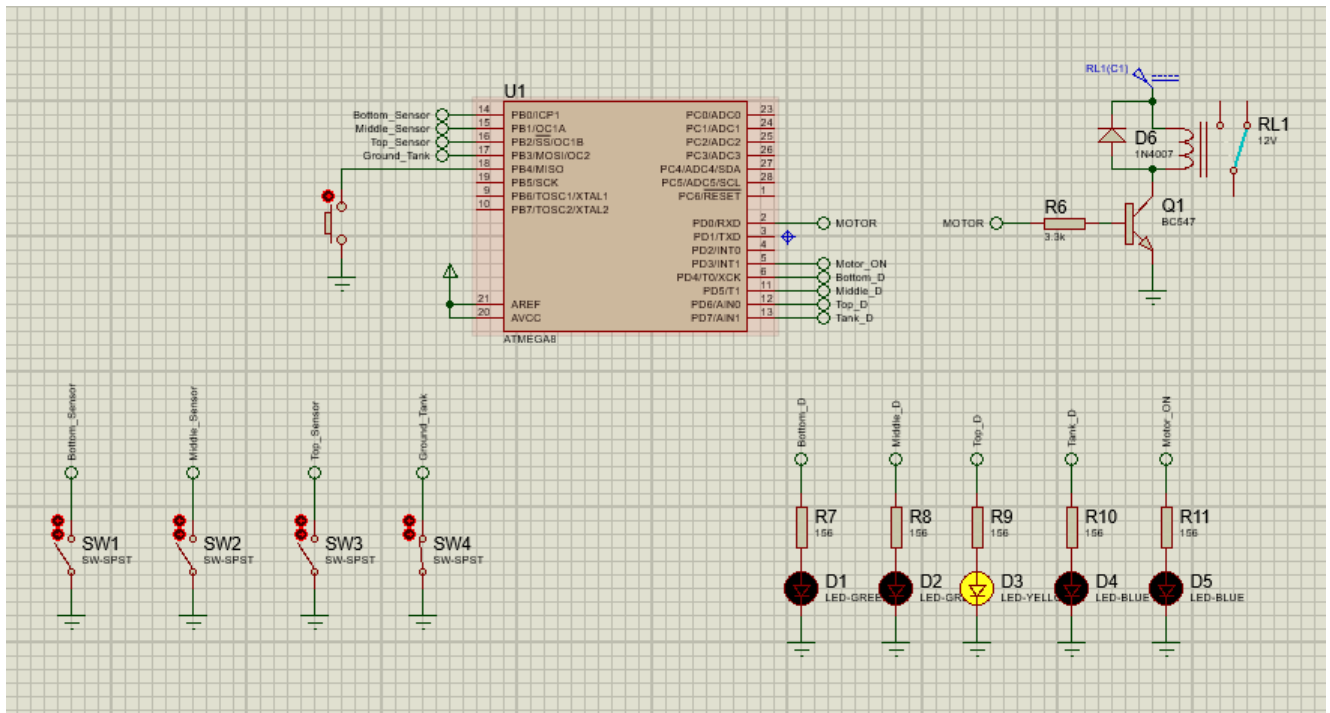 RL1(C1)
U1
Bottom_Sensor 14 PB0/ICP1 PC0/ADC0 23
Middle_Sensor 15 PB1/OC1A PC1/ADC1 24
Top_Sensor 16 PB2/SS/OC1B PC2/ADC2 25
Ground_Tank 17 PB3/MOSI/OC2 PC3/ADC3 26
18 PB4/MISO PC4/ADC4/SDA 27
19 PB5/SCK PC5/ADC5/SCL 28
9 PB6/TOSC1/XTAL1 PC6/RESET 1
10 PB7/TOSC2/XTAL2
PD0/RXD 2 MOTOR
PD1/TXD 3
PD2/INT0 4
PD3/INT1 5 Motor_ON
PD4/T0/XCK 6 Bottom_D
PD5/T1 11 Middle_D
21 AREF PD6/AIN0 12 Top_D
20 AVCC PD7/AIN1 13 Tank_D
ATMEGA8
D6
1N4007
RL1
12V
MOTOR
R6
3.3k
Q1
BC547
Bottom_Sensor
Middle_Sensor
Top_Sensor
Ground_Tank
SW1
SW-SPST
SW2
SW-SPST
SW3
SW-SPST
SW4
SW-SPST
Bottom_D
Middle_D
Top_D
Tank_D
Motor_ON
R7
156
R8
156
R9
156
R10
156
R11
156
D1
LED-GREE
D2
LED-GR
D3
LED-YELLO
D4
LED-BLUE
D5
LED-BLUE